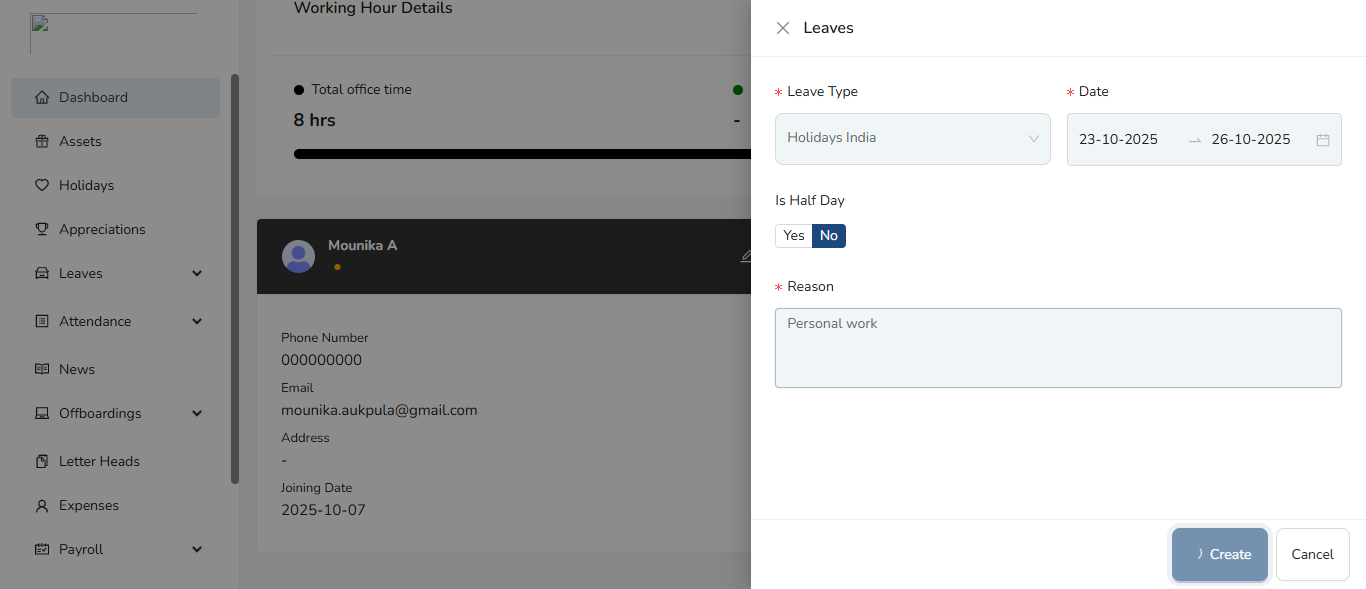 Dashboard
Assets
Holidays
Appreciations
Leaves
Attendance
News
Offboardings
Letter Heads
Expenses
Payroll
Working Hour Details
Total office time
8 hrs
-
Mounika A
Phone Number
000000000
Email
mounika.aukpula@gmail.com
Address
-
Joining Date
2025-10-07
Leaves
* Leave Type
* Date
Holidays India
23-10-2025 → 26-10-2025
Is Half Day
Yes No
* Reason
Personal work
Create Cancel